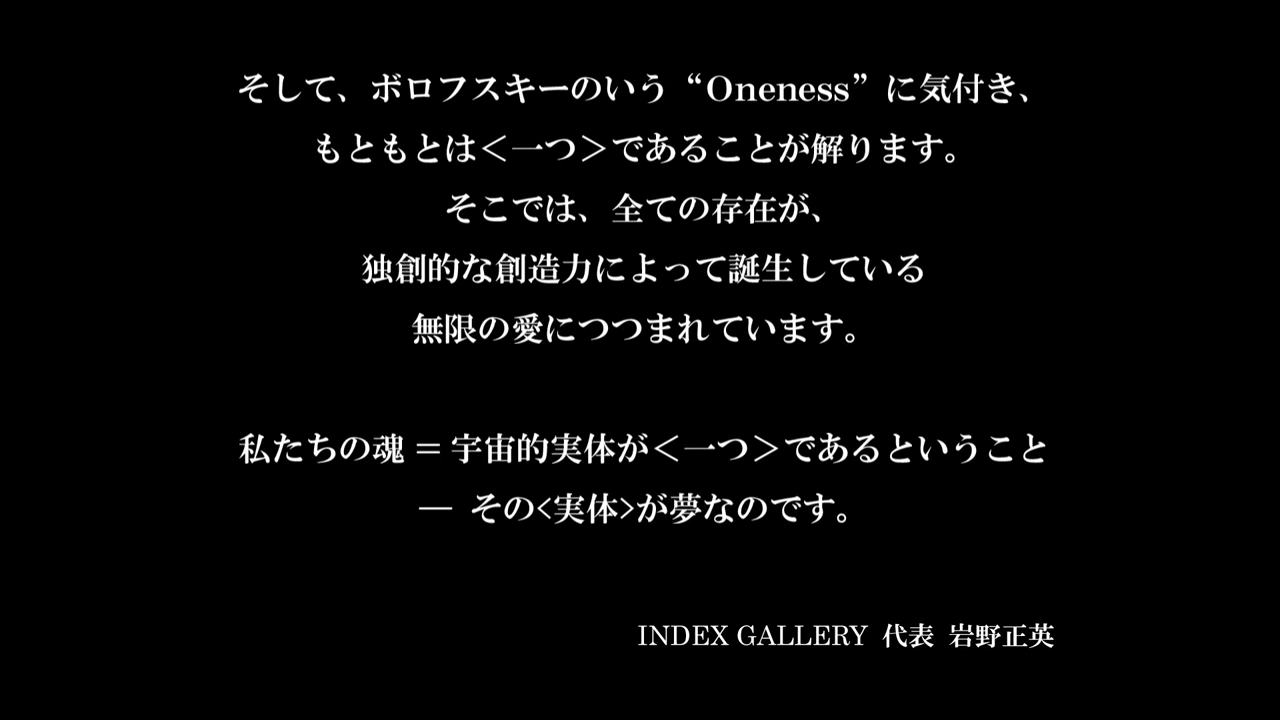 そして、ボロフスキーのいう“Oneness”に気付き、
もともとは＜一つ＞であることが解ります。
そこでは、全ての存在が、
独創的な創造力によって誕生している
無限の愛につつまれています。
私たちの魂＝宇宙的実体が＜一つ＞であるということ
― その<実体>が夢なのです。
INDEX GALLERY 代表 岩野正英